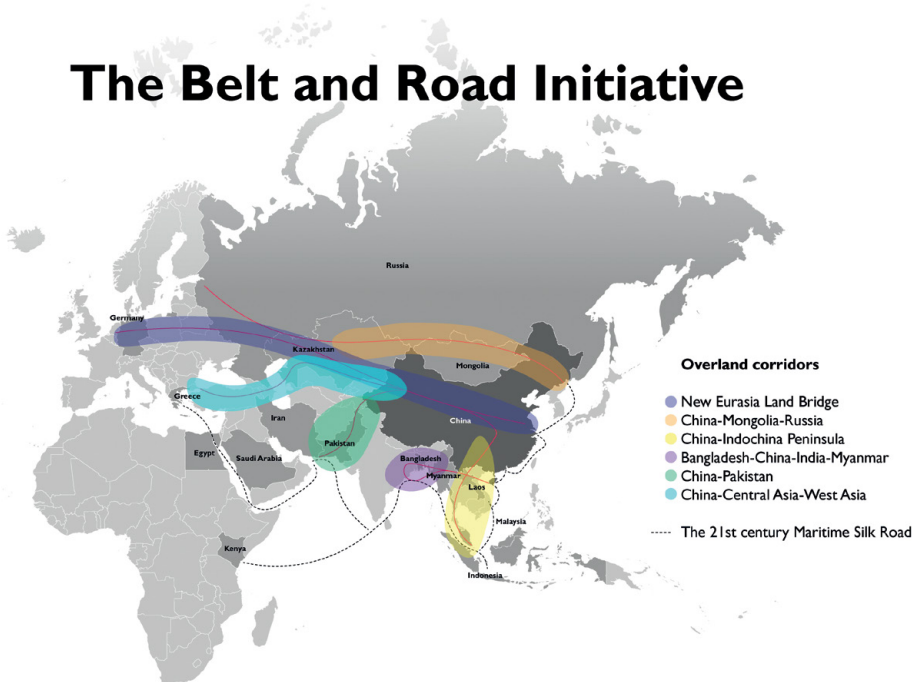 The Belt and Road Initiative
Russia
Germany
Kazakhstan
Mongolia
Greece
China
Iran
Pakistan
Egypt
Saudi Arabia
Bangladesh
Myanmar
Laos
Malaysia
Kenya
Indonesia
Overland corridors
New Eurasia Land Bridge
China-Mongolia-Russia
China-Indochina Peninsula
Bangladesh-China-India-Myanmar
China-Pakistan
China-Central Asia-West Asia
The 21st century Maritime Silk Road